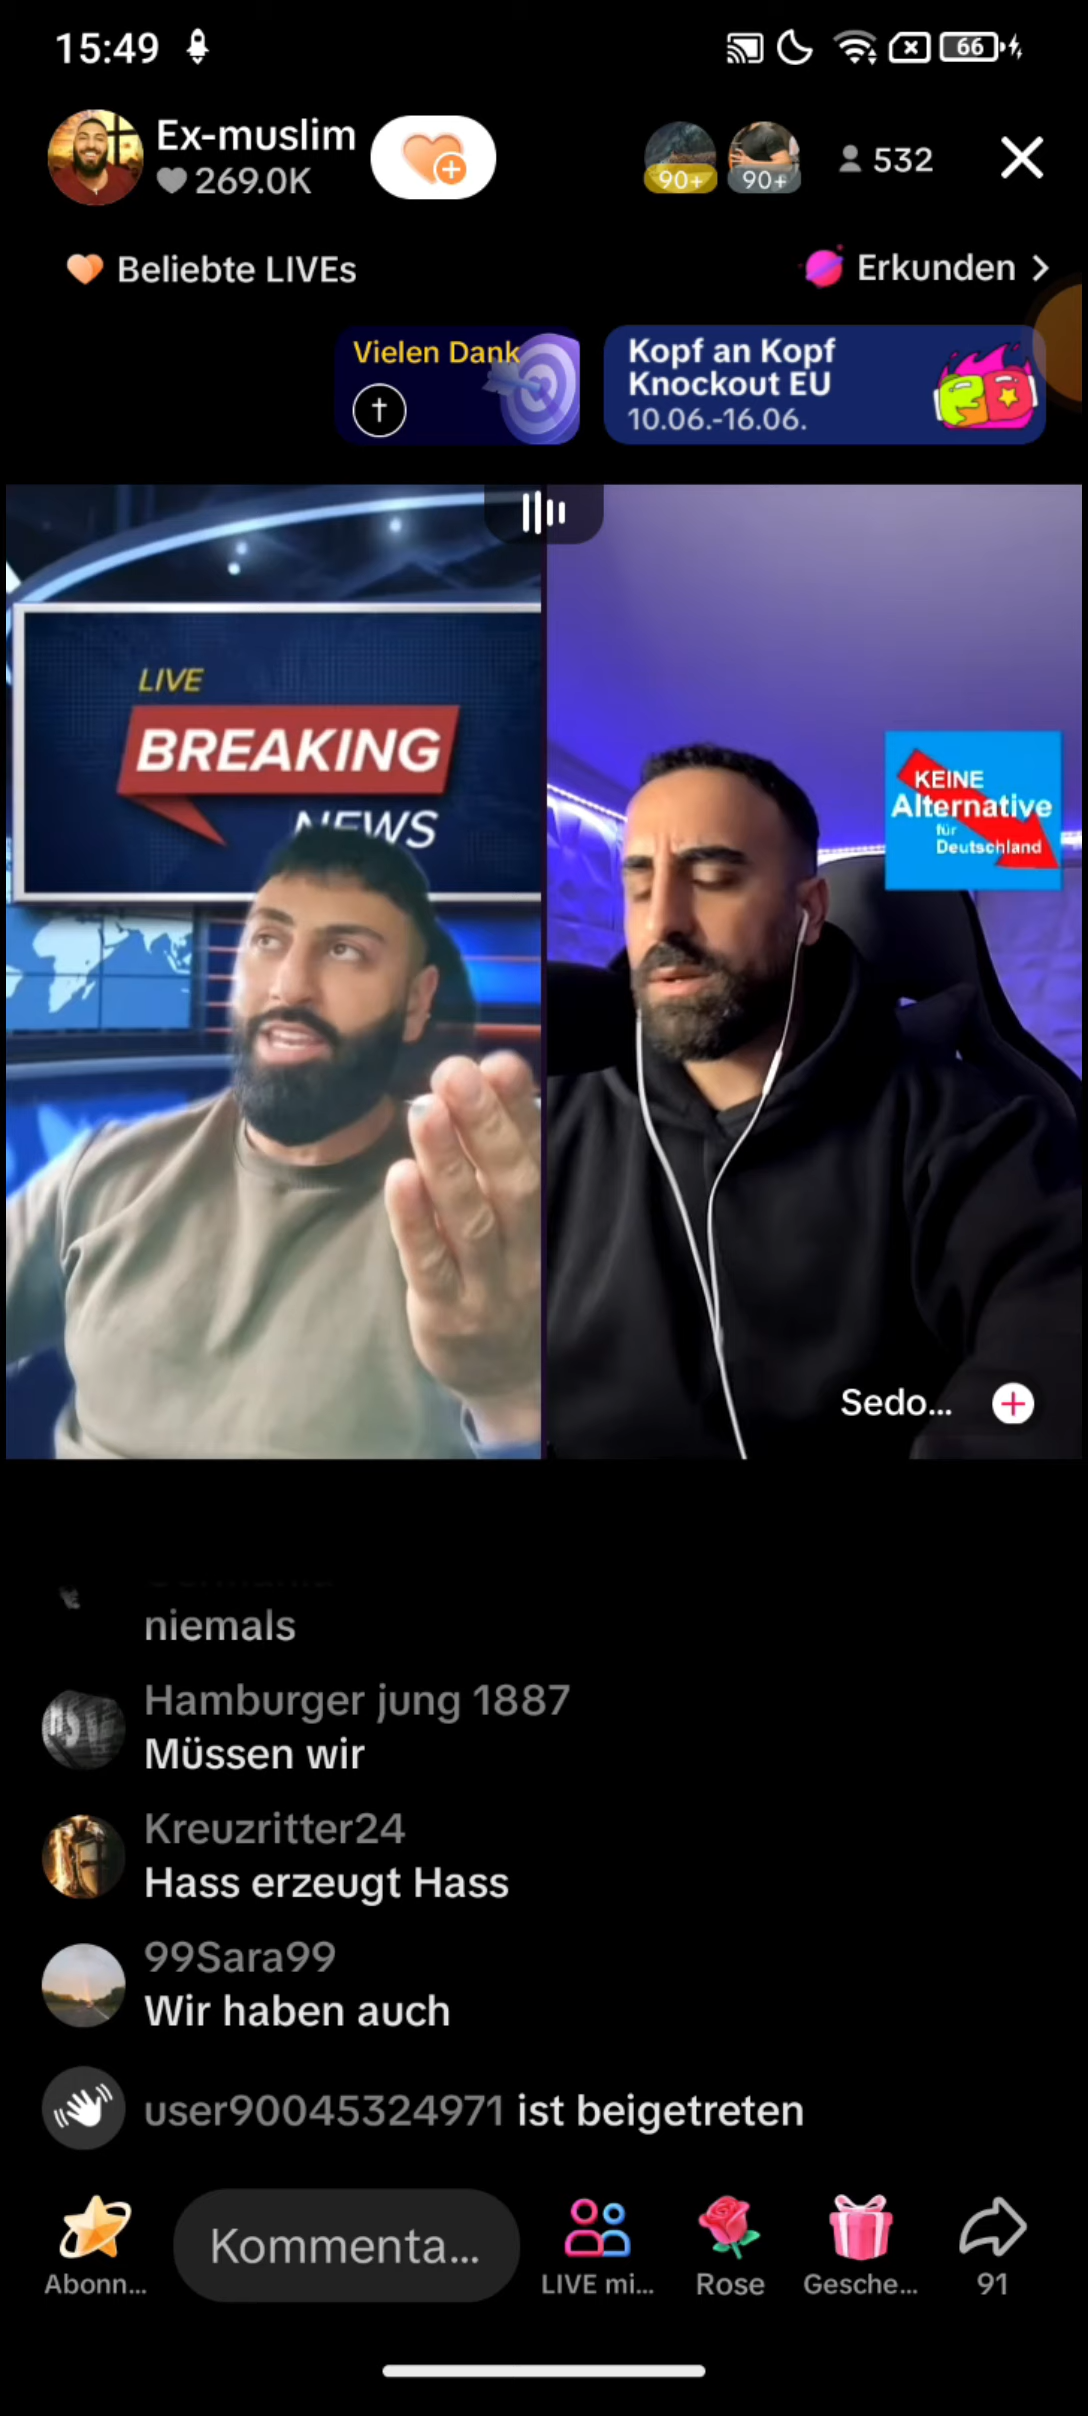 15:49
66
Ex-muslim
269.0K
90+
90+
532
Beliebte LIVEs
Erkunden
Vielen Dank
Kopf an Kopf
Knockout EU
10.06.-16.06.
LIVE
BREAKING
NEWS
KEINE
Alternative
für
Deutschland
Sedo...
niemals
Hamburger jung 1887
Müssen wir
Kreuzritter24
Hass erzeugt Hass
99Sara99
Wir haben auch
user90045324971 ist beigetreten
Kommenta...
Abonn...
LIVE mi...
Rose
Gesche...
91